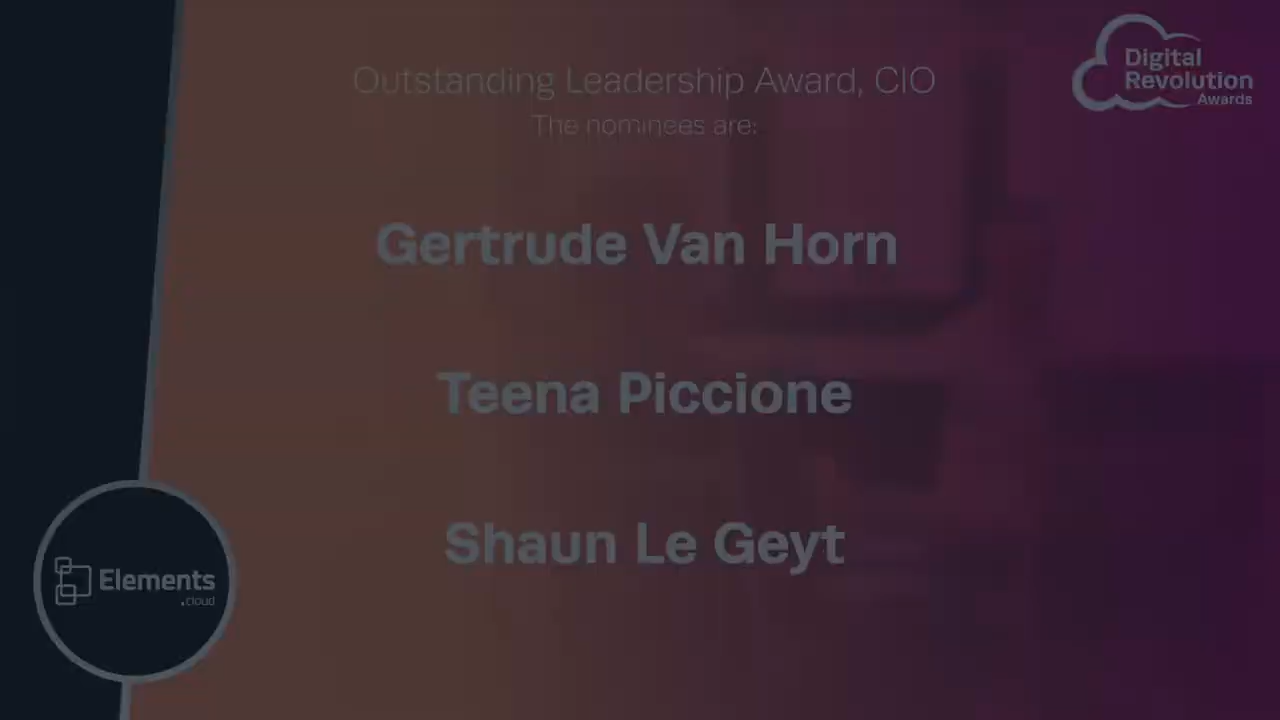 Outstanding Leadership Award, CIO
The nominees are:
Digital
Revolution
Awards
Gertrude Van Horn
Teena Piccione
Shaun Le Geyt
Elements
.cloud